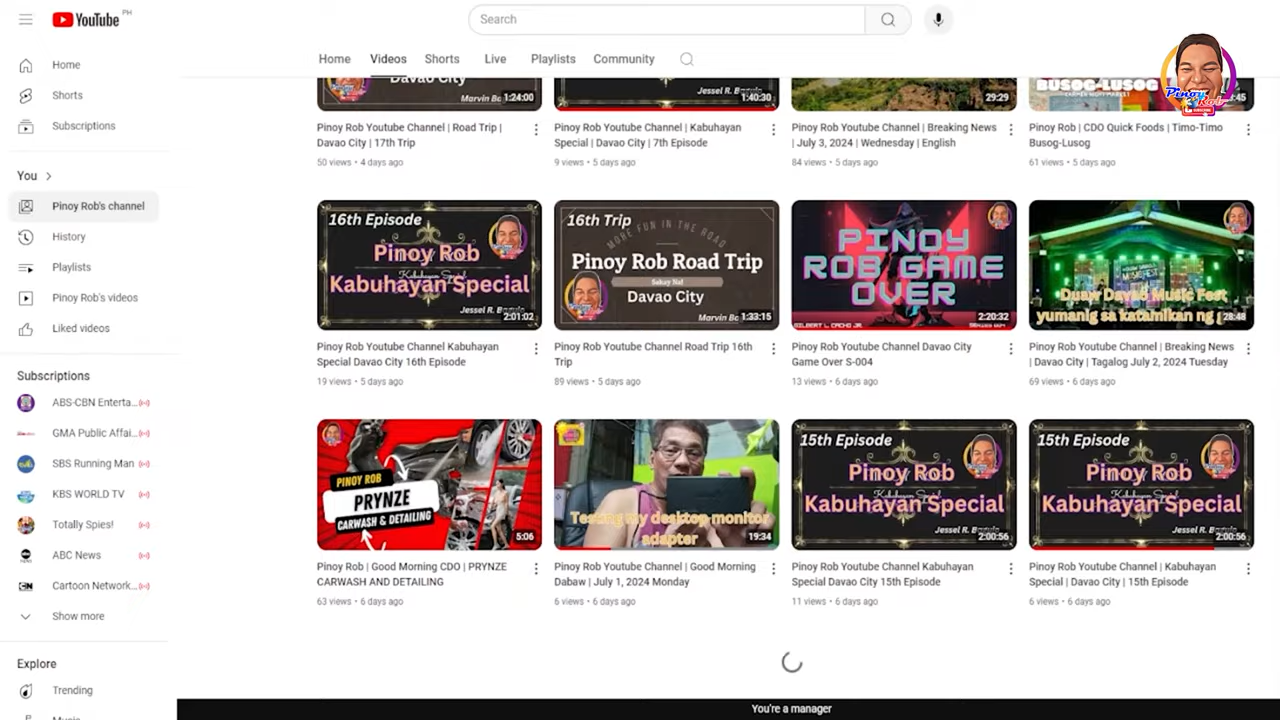 YouTube PH
Search
Home
Videos
Shorts
Live
Playlists
Community
Home
Shorts
Subscriptions
You
Pinoy Rob's channel
History
Playlists
Pinoy Rob's videos
Liked videos
Subscriptions
ABS-CBN Enterta...
GMA Public Affai...
SBS Running Man
KBS WORLD TV
Totally Spies!
ABC News
Cartoon Network...
Show more
Explore
Trending
Music
Pinoy Rob
Davao City
Marvin Bc 1:24:00
Pinoy Rob Youtube Channel | Road Trip |
Davao City | 17th Trip
50 views • 4 days ago
Jessel R. 1:40:30
Pinoy Rob Youtube Channel | Kabuhayan
Special | Davao City | 7th Episode
9 views • 5 days ago
29:29
Pinoy Rob Youtube Channel | Breaking News
| July 3, 2024 | Wednesday | English
84 views • 5 days ago
BUSOG-LUSOG
:45
Pinoy Rob | CDO Quick Foods | Timo-Timo
Busog-Lusog
61 views • 5 days ago
16th Episode
Pinoy Rob
Kabuhayan Special
Kabuhayan Special
Jessel R.
2:01:02
Pinoy Rob Youtube Channel Kabuhayan
Special Davao City 16th Episode
19 views • 5 days ago
16th Trip
MORE FUN IN THE ROAD
Pinoy Rob Road Trip
Sakay Na!
Davao City
Marvin Bc 1:33:15
Pinoy Rob Youtube Channel Road Trip 16th
Trip
89 views • 5 days ago
PINOY
ROB GAME
OVER
GILBERT L. CACHO JR.
2:20:32
Pinoy Rob Youtube Channel Davao City
Game Over S-004
13 views • 6 days ago
Duaw Davao Music Fest
yumanig sa katamikan ng
28:48
Pinoy Rob Youtube Channel | Breaking News
| Davao City | Tagalog July 2, 2024 Tuesday
69 views • 6 days ago
PINOY ROB
PRYNZE
CARWASH & DETAILING
5:06
Pinoy Rob | Good Morning CDO | PRYNZE
CARWASH AND DETAILING
63 views • 6 days ago
Testing my desktop monitor
adapter
19:34
Pinoy Rob Youtube Channel | Good Morning
Dabaw | July 1, 2024 Monday
6 views • 6 days ago
15th Episode
Pinoy Rob
Kabuhayan Special
Kabuhayan Special
Jessel R.
2:00:56
Pinoy Rob Youtube Channel Kabuhayan
Special Davao City 15th Episode
11 views • 6 days ago
15th Episode
Pinoy Rob
Kabuhayan Special
Kabuhayan Special
Jessel R.
2:00:56
Pinoy Rob Youtube Channel | Kabuhayan
Special | Davao City | 15th Episode
6 views • 6 days ago
You're a manager